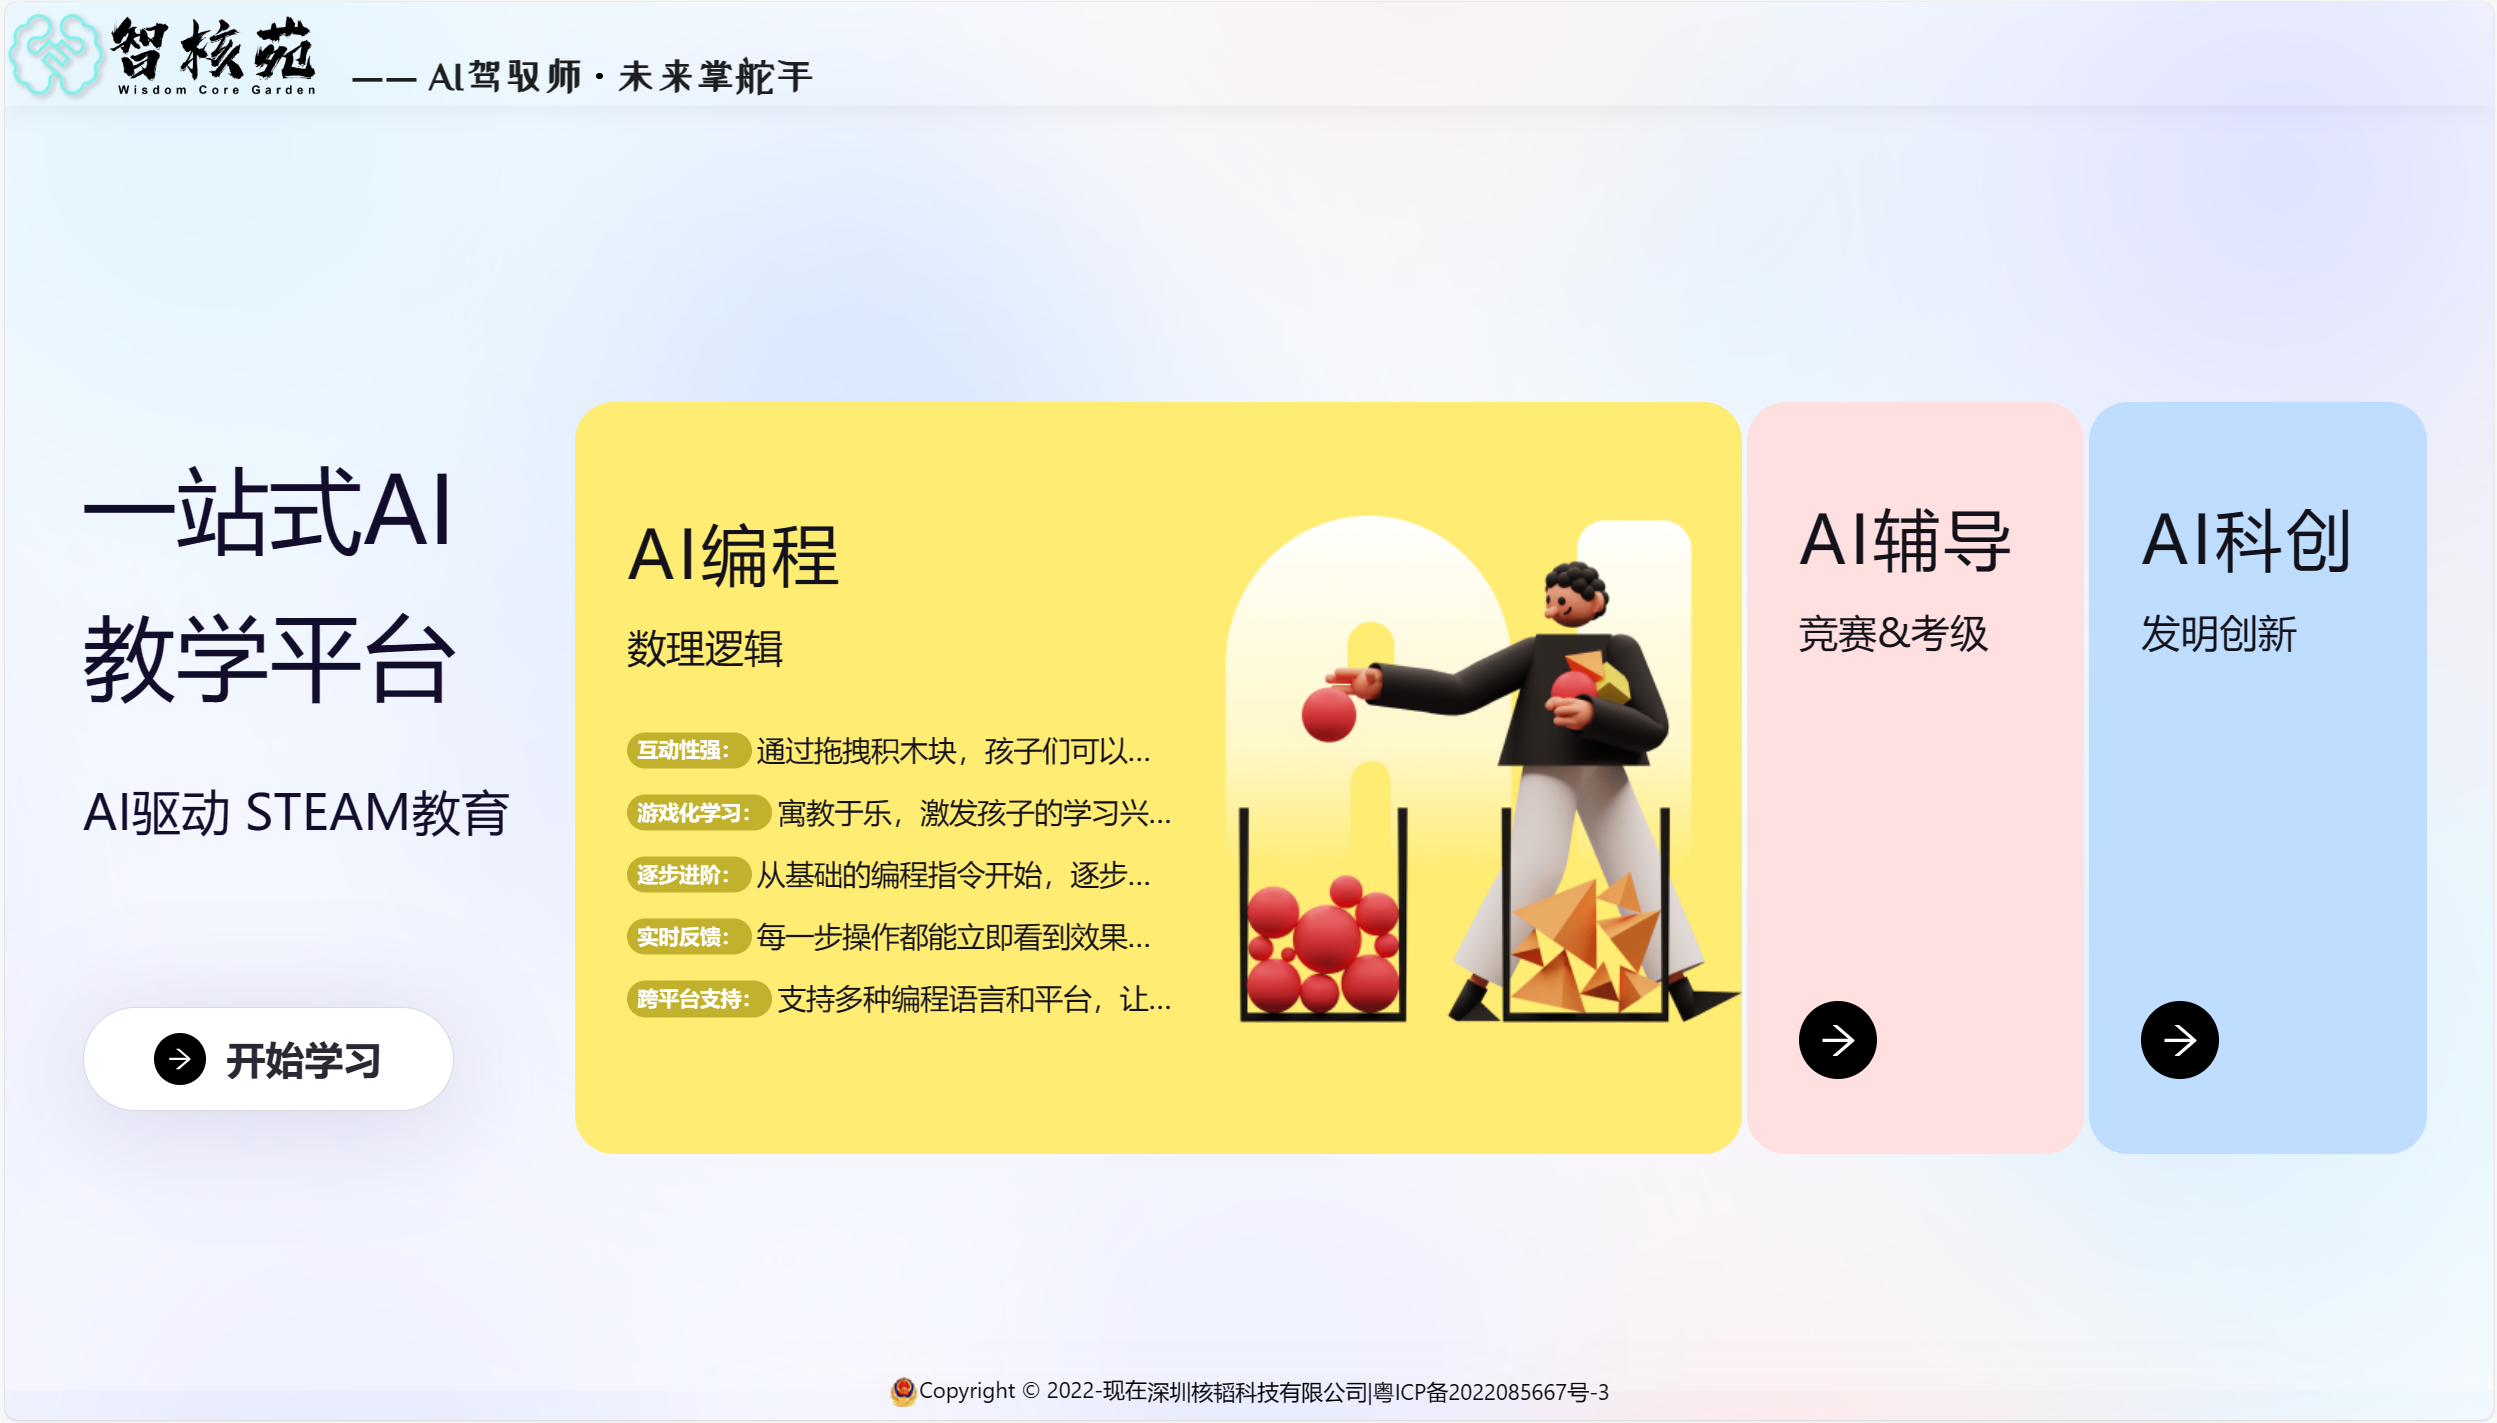 智核苑
Wisdom Core Garden
—— AI驾驭师·未来掌舵手
一站式AI
教学平台
AI驱动 STEAM教育
开始学习
AI编程
数理逻辑
互动性强： 通过拖拽积木块，孩子们可以...
游戏化学习： 寓教于乐，激发孩子的学习兴...
逐步进阶： 从基础的编程指令开始，逐步...
实时反馈： 每一步操作都能立即看到效果...
跨平台支持： 支持多种编程语言和平台，让...
AI辅导
竞赛&考级
AI科创
发明创新
Copyright © 2022-现在深圳核韬科技有限公司|粤ICP备2022085667号-3